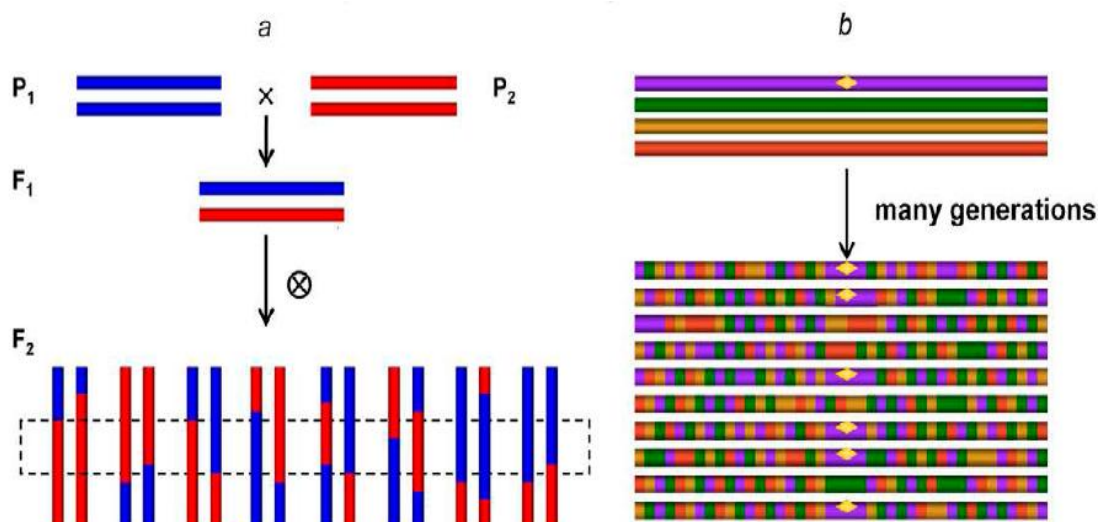 a
b
P₁
×
P₂
F₁
many generations
⊗
F₂